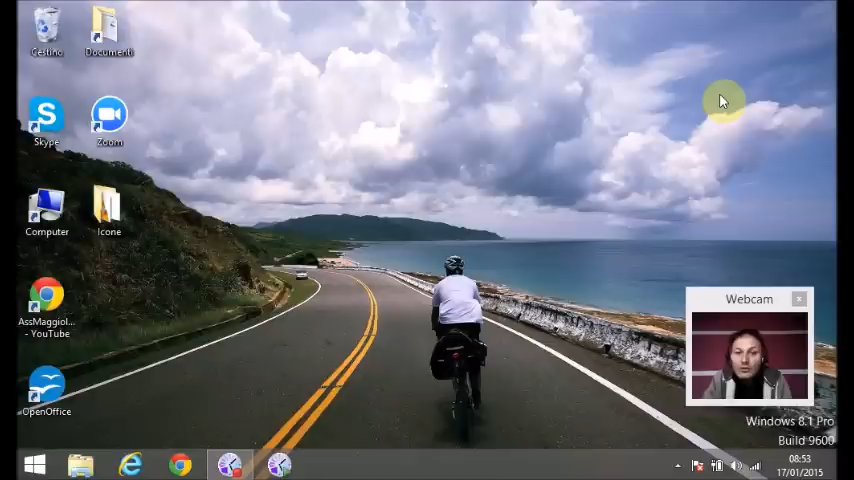 Cestino
Documenti
Skype
Zoom
Computer
Icone
AssMaggiol...
- YouTube
OpenOffice
Webcam
Windows 8.1 Pro
Build 9600
08:53
17/01/2015